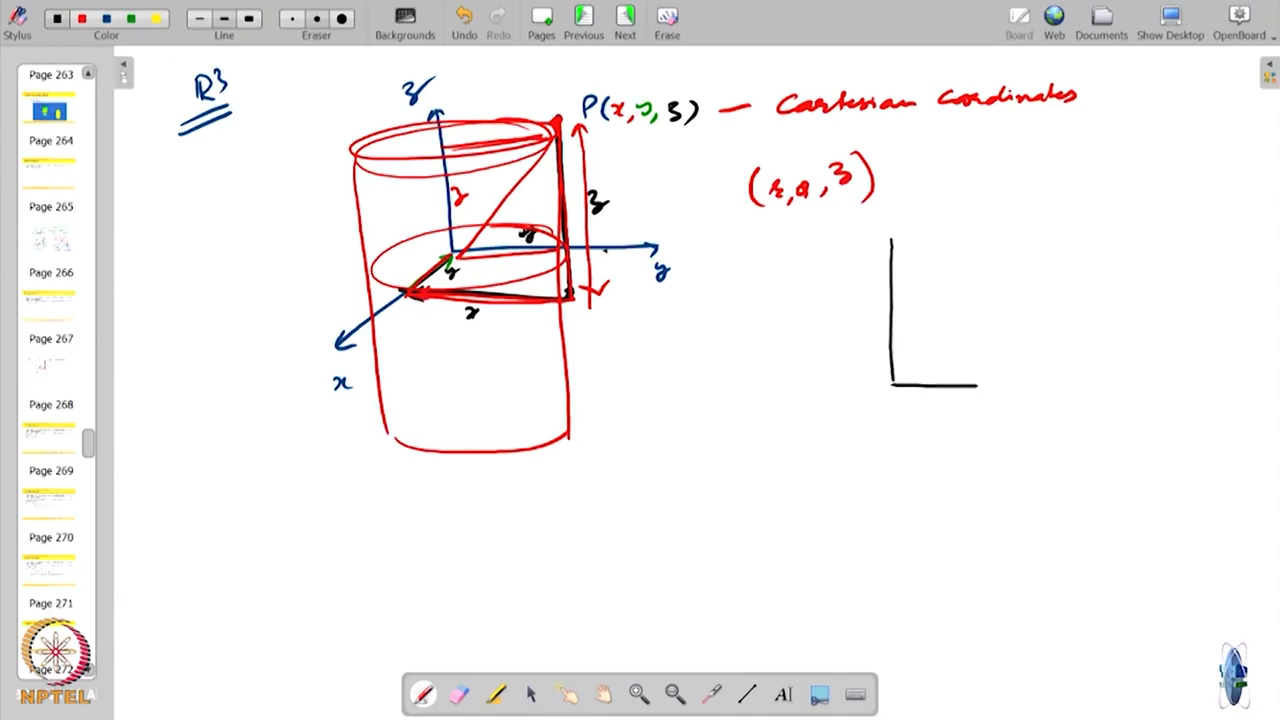 Stylus
Color
Line
Eraser
Backgrounds
Undo
Redo
Pages
Previous
Next
Erase
Board
Web
Documents
Show Desktop
OpenBoard
Page 263
Page 264
Page 265
Page 266
Page 267
Page 268
Page 269
Page 270
Page 271
Page 272
NPTEL
R3
z
P(x, y, z) — Cartesian Coordinates
(r, θ, z)
z
z
y
y
y
x
x